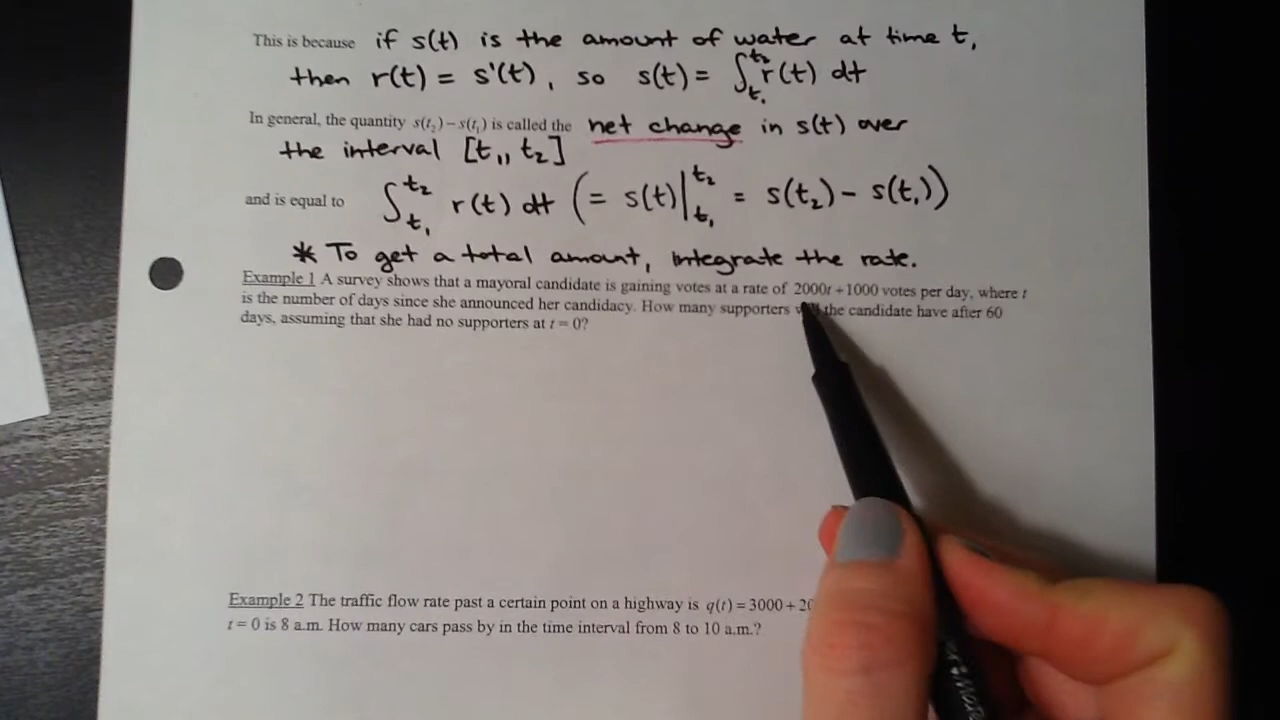 This is because if s(t) is the amount of water at time t,
then r(t) = s'(t), so s(t) = ∫_{t₁}^{t₂} r(t) dt
In general, the quantity s(t₂)−s(t₁) is called the net change in s(t) over
the interval [t₁, t₂]
and is equal to ∫_{t₁}^{t₂} r(t) dt (= s(t)|_{t₁}^{t₂} = s(t₂) − s(t₁))
* To get a total amount, integrate the rate.
Example 1 A survey shows that a mayoral candidate is gaining votes at a rate of 2000t+1000 votes per day, where t
is the number of days since she announced her candidacy. How many supporters the candidate have after 60
days, assuming that she had no supporters at t = 0?
Example 2 The traffic flow rate past a certain point on a highway is q(t) = 3000 + 20
t = 0 is 8 a.m. How many cars pass by in the time interval from 8 to 10 a.m.?